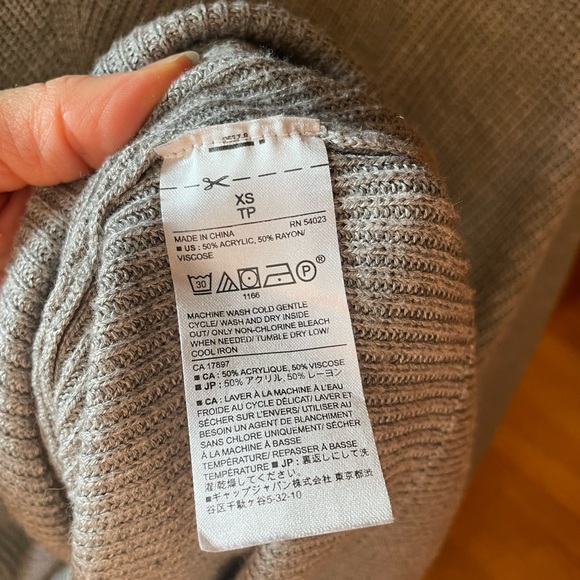 XS
TP
MADE IN CHINA RN 54023
■ US : 50% ACRYLIC, 50% RAYON/
VISCOSE
30 P ®
1166
MACHINE WASH COLD GENTLE
CYCLE/ WASH AND DRY INSIDE
OUT/ ONLY NON-CHLORINE BLEACH
WHEN NEEDED/ TUMBLE DRY LOW/
COOL IRON
CA 17897
■ CA : 50% ACRYLIQUE, 50% VISCOSE
■ JP : 50% アクリル, 50% レーヨン
■ CA : LAVER À LA MACHINE À L'EAU
FROIDE AU CYCLE DÉLICAT/ LAVER ET
SÉCHER SUR L'ENVERS/ UTILISER AU
BESOIN UN AGENT DE BLANCHIMENT
SANS CHLORE UNIQUEMENT/ SÉCHER
À LA MACHINE À BASSE
TEMPÉRATURE/ REPASSER À BASSE
TEMPÉRATURE ■ JP : 裏返しにして洗
濯/乾燥してください。
■ギャップジャパン株式会社 東京都渋
谷区千駄ヶ谷5-32-10